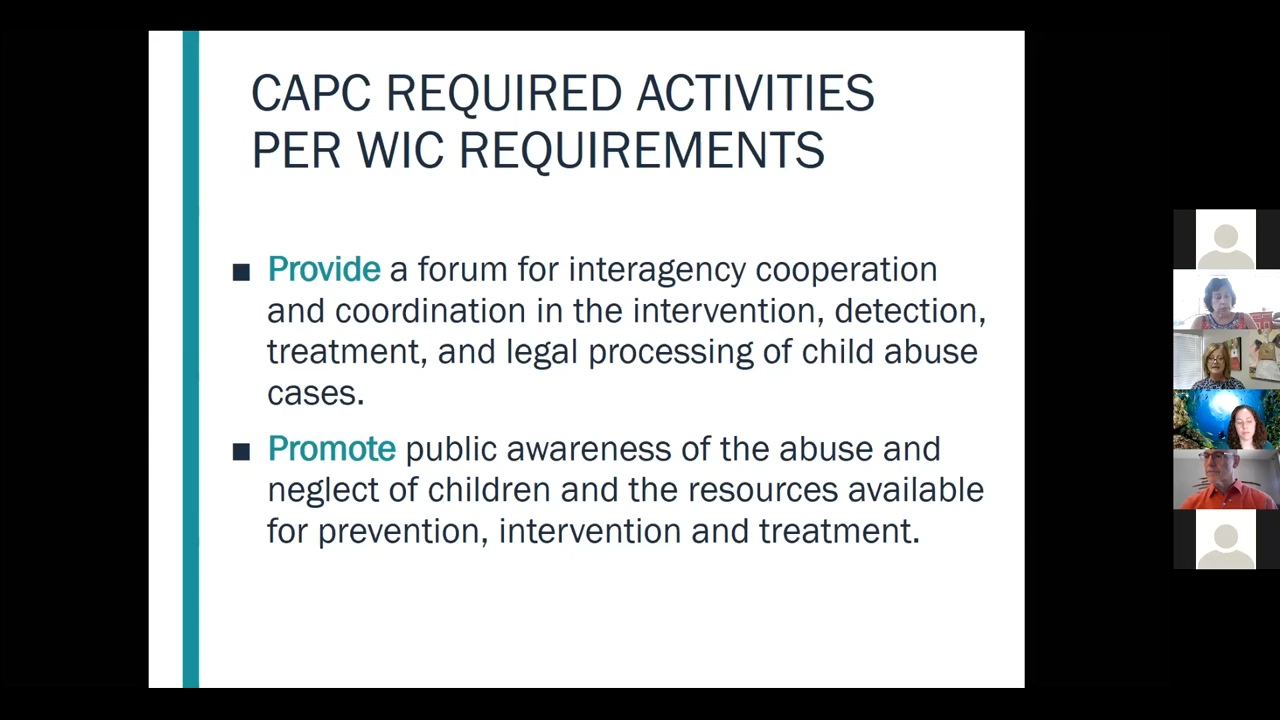 CAPC REQUIRED ACTIVITIES
PER WIC REQUIREMENTS
■ Provide a forum for interagency cooperation
and coordination in the intervention, detection,
treatment, and legal processing of child abuse
cases.
■ Promote public awareness of the abuse and
neglect of children and the resources available
for prevention, intervention and treatment.